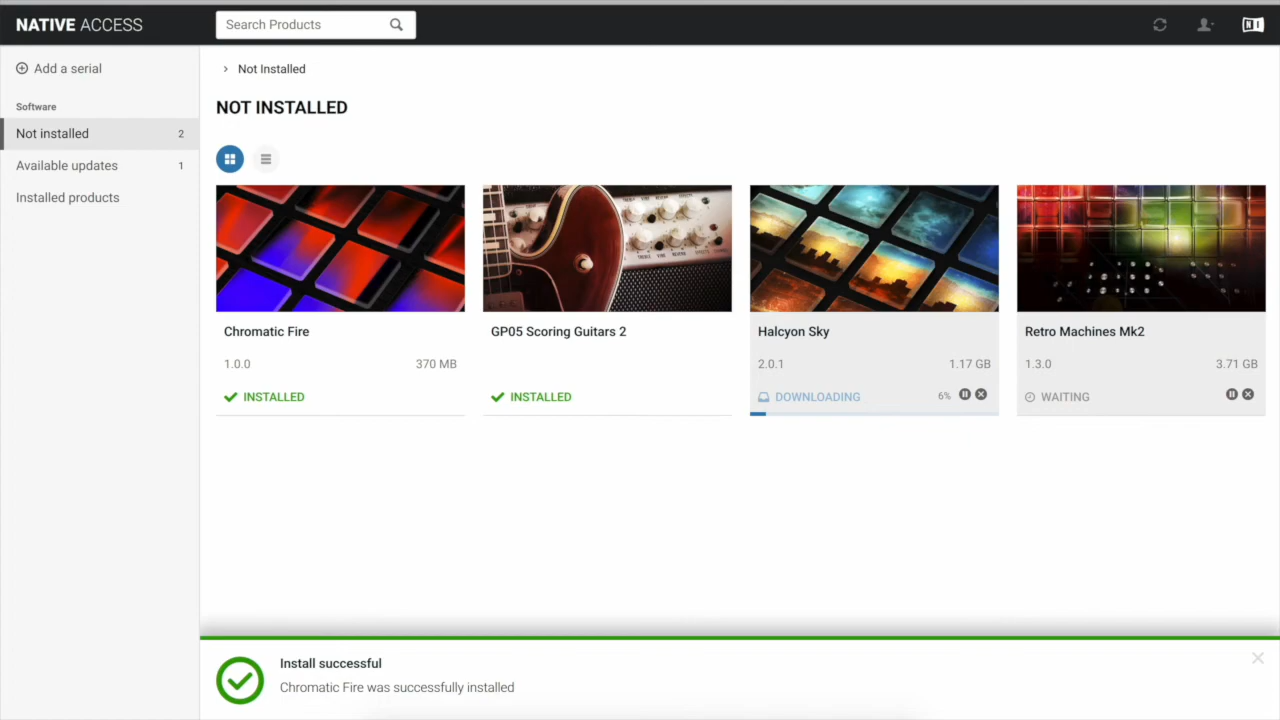 NATIVE ACCESS
Search Products
NI
Add a serial
Software
Not installed 2
Available updates 1
Installed products
> Not Installed
NOT INSTALLED
Chromatic Fire
1.0.0 370 MB
INSTALLED
GP05 Scoring Guitars 2
INSTALLED
Halcyon Sky
2.0.1 1.17 GB
DOWNLOADING 6%
Retro Machines Mk2
1.3.0 3.71 GB
WAITING
Install successful
Chromatic Fire was successfully installed